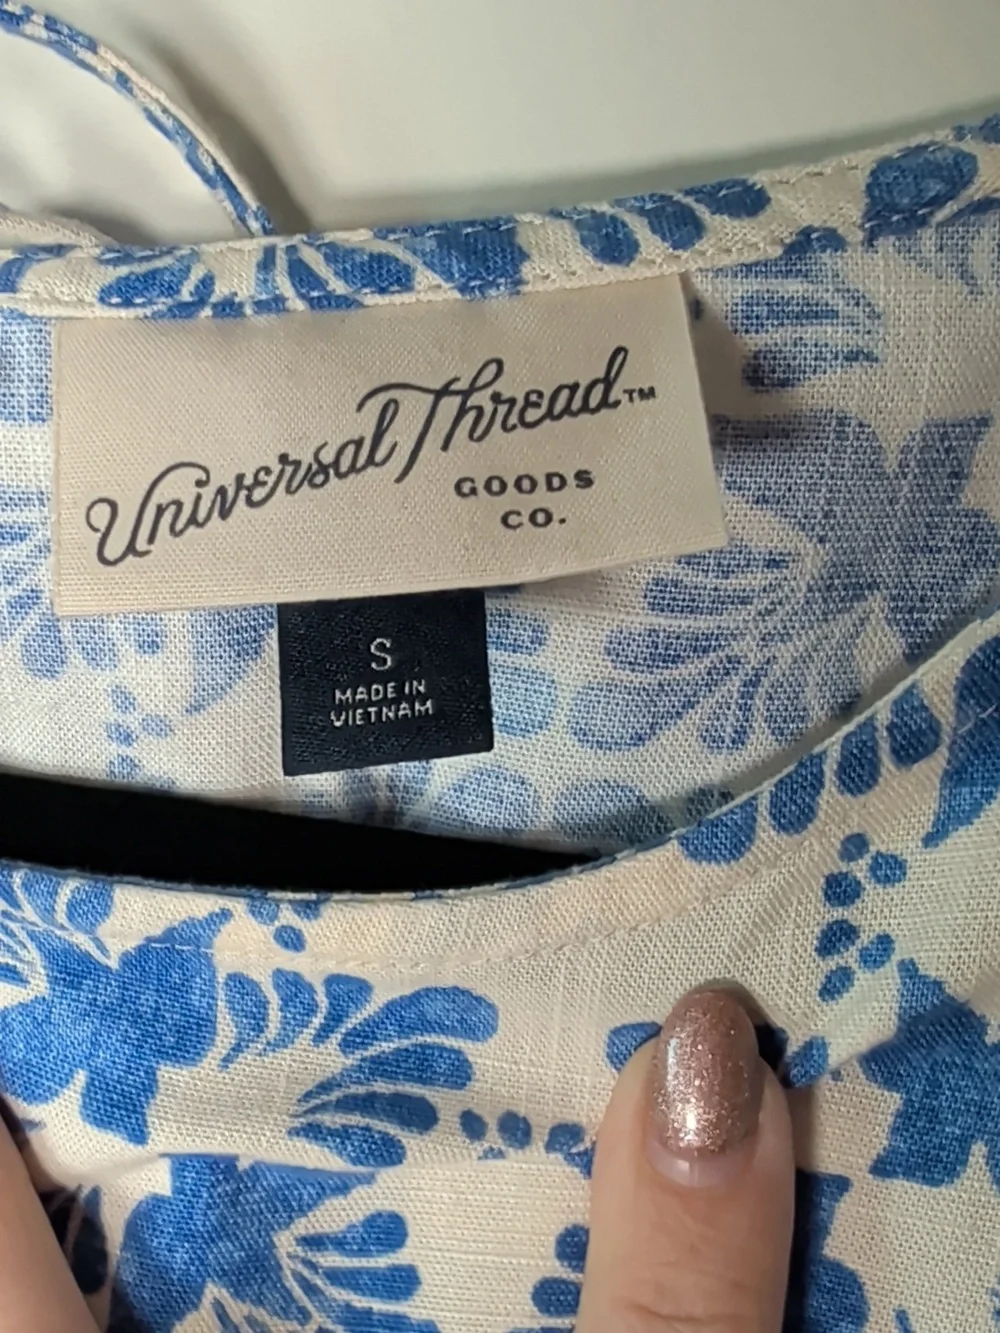 Universal Thread™
GOODS
CO.
S
MADE IN
VIETNAM